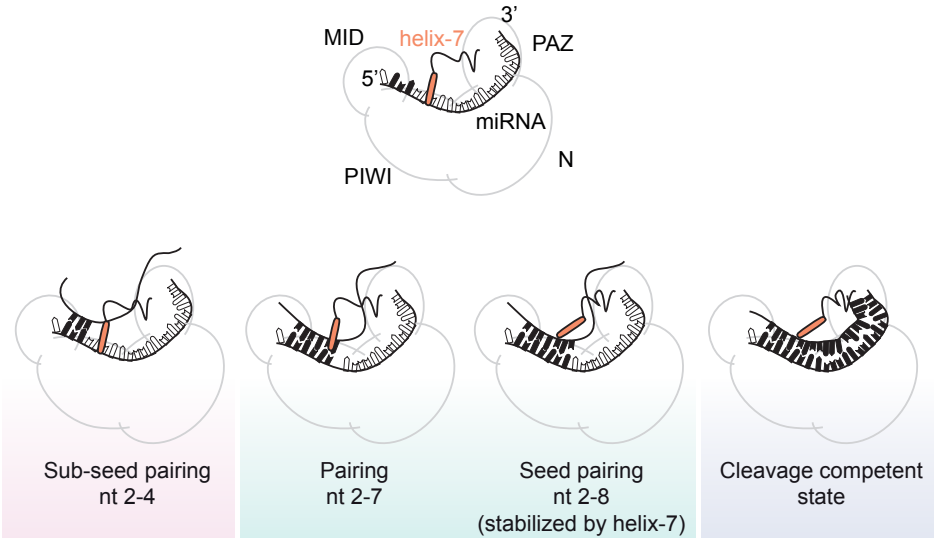 3’
MID
helix-7
PAZ
5’
miRNA
N
PIWI
Sub-seed pairing
nt 2-4
Pairing
nt 2-7
Seed pairing
nt 2-8
(stabilized by helix-7)
Cleavage competent
state